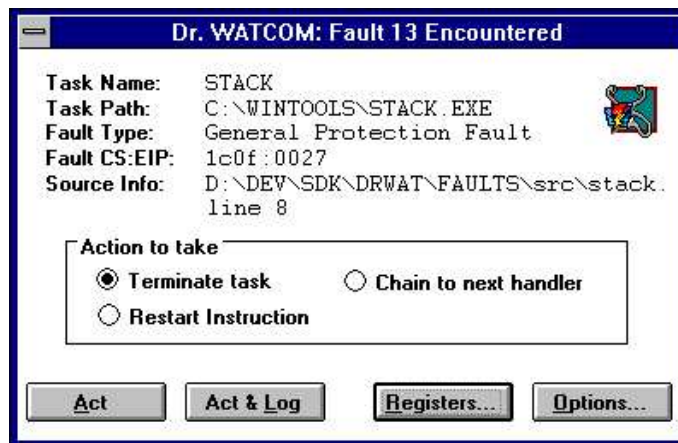 Dr. WATCOM: Fault 13 Encountered
Task Name: STACK
Task Path: C:\WINTOOLS\STACK.EXE
Fault Type: General Protection Fault
Fault CS:EIP: 1c0f:0027
Source Info: D:\DEV\SDK\DRWAT\FAULTS\src\stack.
line 8
Action to take
Terminate task Chain to next handler
Restart Instruction
Act Act & Log Registers... Options...